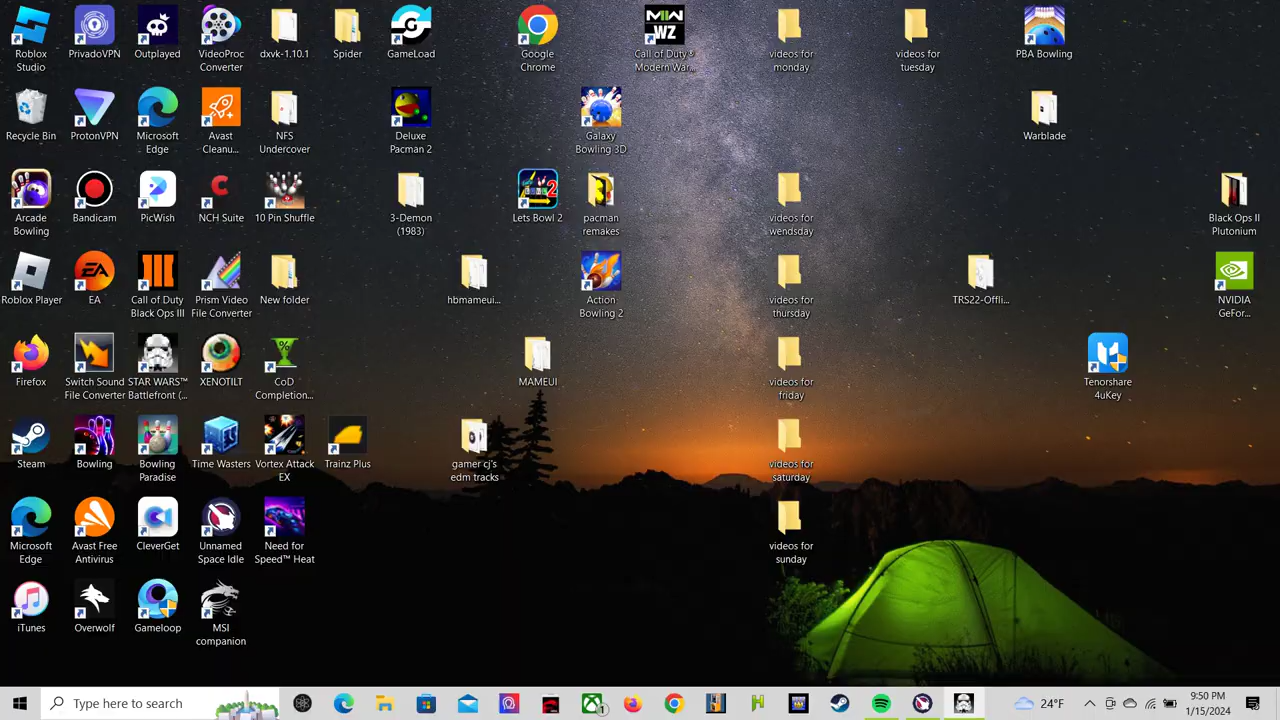 Roblox
Studio
PrivadoVPN
Outplayed
VideoProc
Converter
dxvk-1.10.1
Spider
GameLoad
Google
Chrome
MW
WZ
Call of Duty®
Modern War...
videos for
monday
videos for
tuesday
PBA Bowling
Recycle Bin
ProtonVPN
Microsoft
Edge
Avast
Cleanu...
NFS
Undercover
Deluxe
Pacman 2
Galaxy
Bowling 3D
Warblade
Arcade
Bowling
Bandicam
PicWish
NCH Suite
10 Pin Shuffle
3-Demon
(1983)
Lets Bowl 2
pacman
remakes
videos for
wendsday
Black Ops II
Plutonium
Roblox Player
EA
Call of Duty
Black Ops III
Prism Video
File Converter
New folder
hbmameui...
Action
Bowling 2
videos for
thursday
TRS22-Offli...
NVIDIA
GeFor...
Firefox
Switch Sound
File Converter
STAR WARS™
Battlefront (...
XENOTILT
CoD
Completion...
MAMEUI
videos for
friday
Tenorshare
4uKey
Steam
Bowling
Bowling
Paradise
Time Wasters
Vortex Attack
EX
Trainz Plus
gamer cj's
edm tracks
videos for
saturday
Microsoft
Edge
Avast Free
Antivirus
CleverGet
Unnamed
Space Idle
Need for
Speed™ Heat
videos for
sunday
iTunes
Overwolf
Gameloop
MSI
companion
Type here to search
1
24°F
9:50 PM
1/15/2024